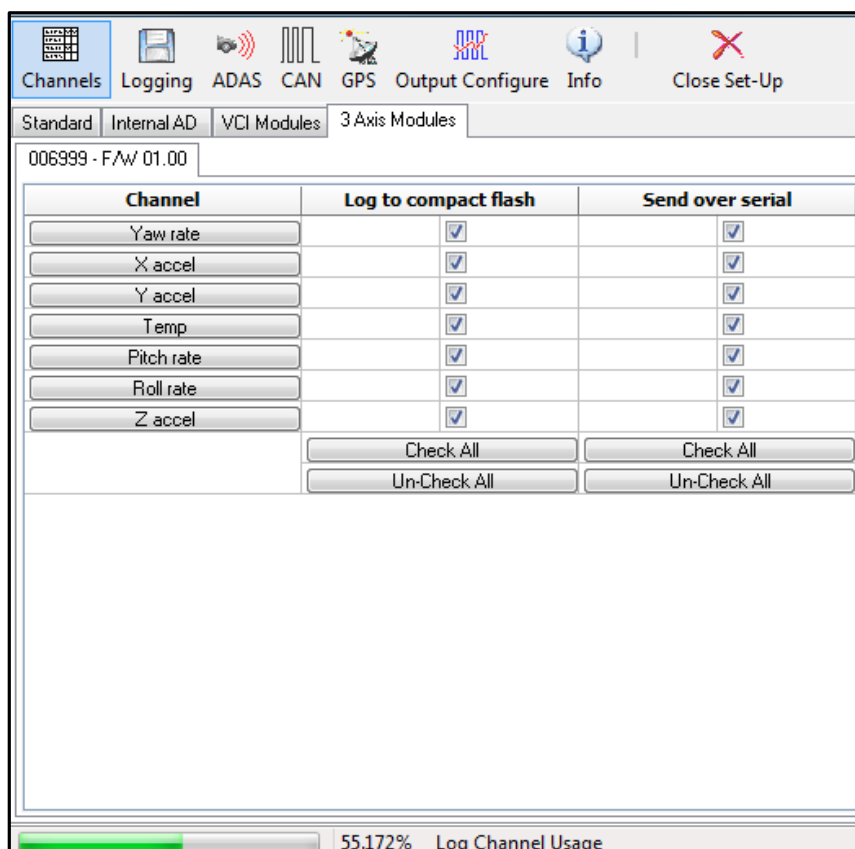 Channels Logging ADAS CAN GPS Output Configure Info Close Set-Up
Standard Internal AD VCI Modules 3 Axis Modules
006999 - F/W 01.00
Channel Log to compact flash Send over serial
Yaw rate
X accel
Y accel
Temp
Pitch rate
Roll rate
Z accel
Check All Check All
Un-Check All Un-Check All
55.172% Log Channel Usage